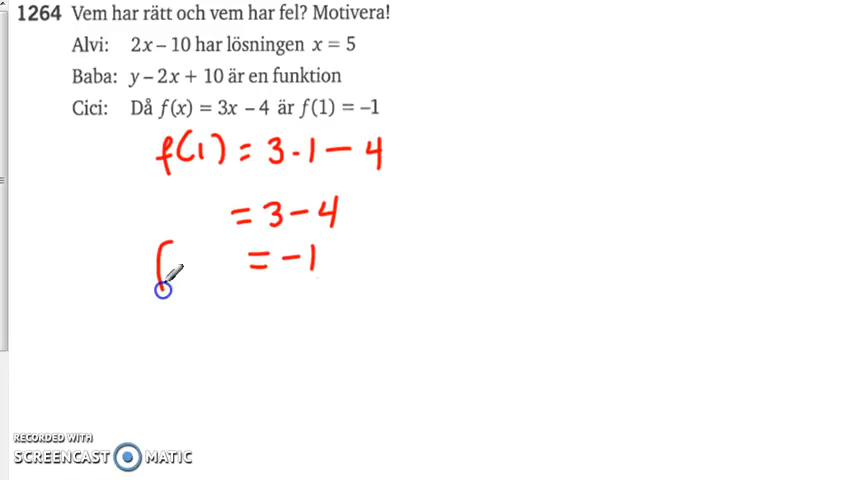 1264 Vem har rätt och vem har fel? Motivera!
Alvi: 2x – 10 har lösningen x = 5
Baba: y – 2x + 10 är en funktion
Cici: Då f(x) = 3x – 4 är f(1) = –1
f(1) = 3 · 1 – 4
= 3 – 4
= –1
RECORDED WITH
SCREENCAST MATIC